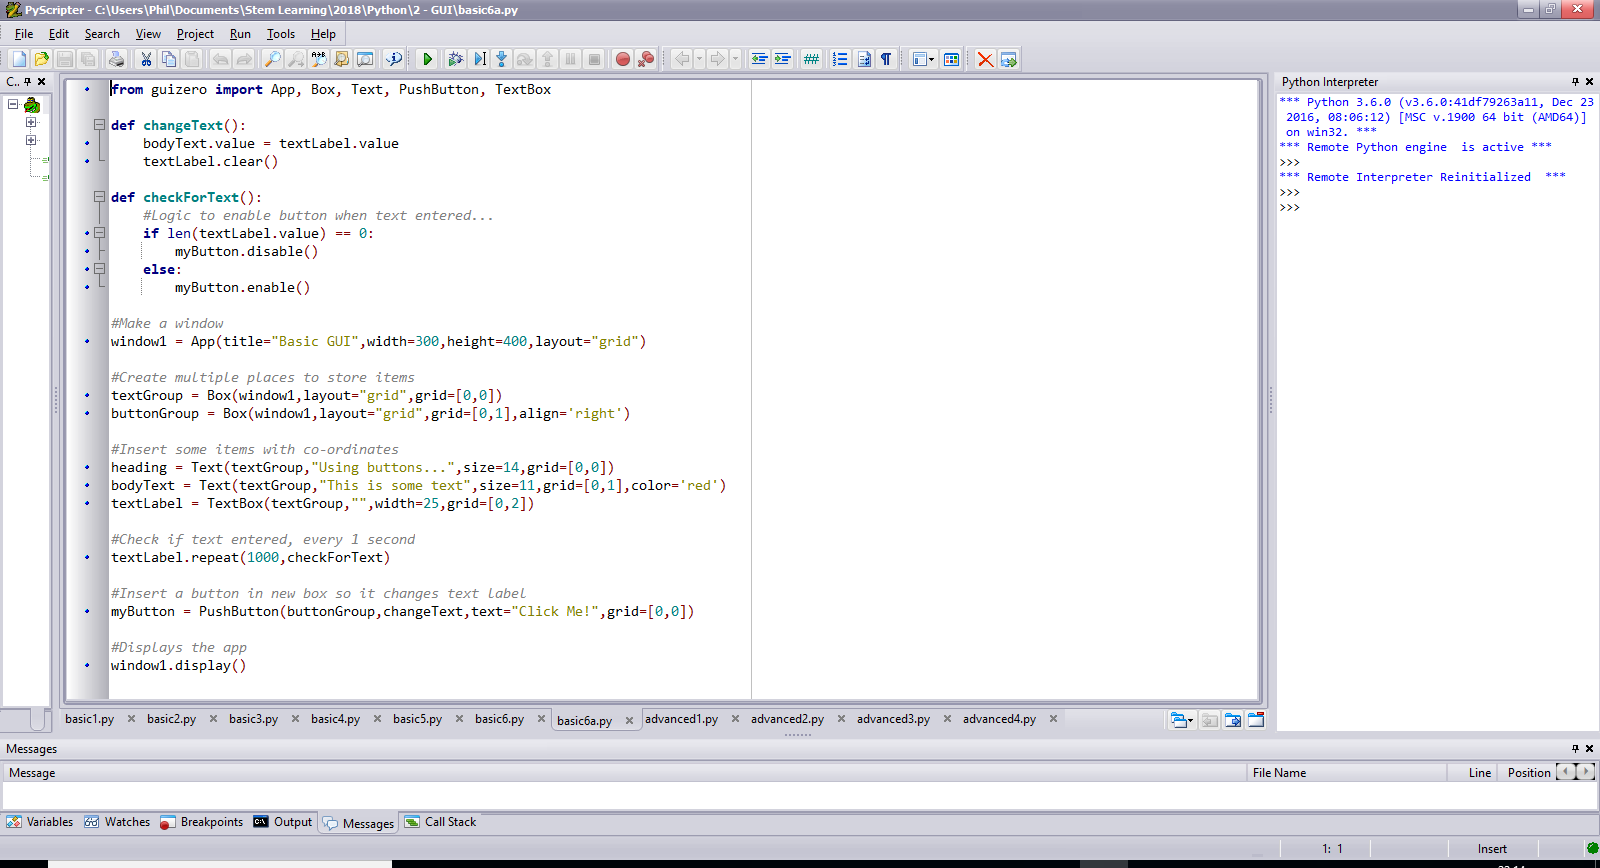 PyScripter - C:\Users\Phil\Documents\Stem Learning\2018\Python\2 - GUI\basic6a.py
File Edit Search View Project Run Tools Help
C..
from guizero import App, Box, Text, PushButton, TextBox
def changeText():
bodyText.value = textLabel.value
textLabel.clear()
def checkForText():
#Logic to enable button when text entered...
if len(textLabel.value) == 0:
myButton.disable()
else:
myButton.enable()
#Make a window
window1 = App(title="Basic GUI",width=300,height=400,layout="grid")
#Create multiple places to store items
textGroup = Box(window1,layout="grid",grid=[0,0])
buttonGroup = Box(window1,layout="grid",grid=[0,1],align='right')
#Insert some items with co-ordinates
heading = Text(textGroup,"Using buttons...",size=14,grid=[0,0])
bodyText = Text(textGroup,"This is some text",size=11,grid=[0,1],color='red')
textLabel = TextBox(textGroup,"",width=25,grid=[0,2])
#Check if text entered, every 1 second
textLabel.repeat(1000,checkForText)
#Insert a button in new box so it changes text label
myButton = PushButton(buttonGroup,changeText,text="Click Me!",grid=[0,0])
#Displays the app
window1.display()
basic1.py basic2.py basic3.py basic4.py basic5.py basic6.py basic6a.py advanced1.py advanced2.py advanced3.py advanced4.py
Python Interpreter
*** Python 3.6.0 (v3.6.0:41df79263a11, Dec 23
2016, 08:06:12) [MSC v.1900 64 bit (AMD64)]
on win32. ***
*** Remote Python engine  is active ***
>>>
*** Remote Interpreter Reinitialized  ***
>>>
>>>
Messages
Message File Name Line Position
Variables Watches Breakpoints Output Messages Call Stack
1: 1 Insert